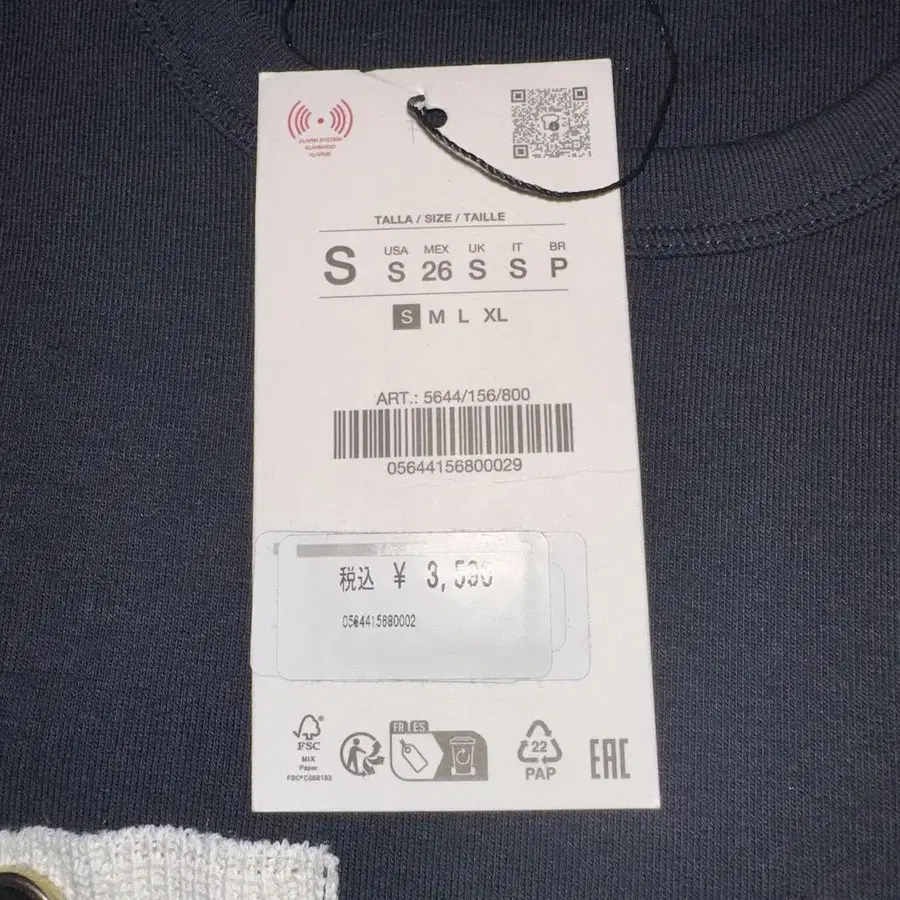 ALARM SYSTEM
TALLA / SIZE / TAILLE
S
USA MEX UK IT BR
S 26 S S P
S M L XL
ART.: 5644/156/800
05644156800029
税込 ¥ 3,590
FR ES
FSC®
MIX
Paper
22
PAP
EAC